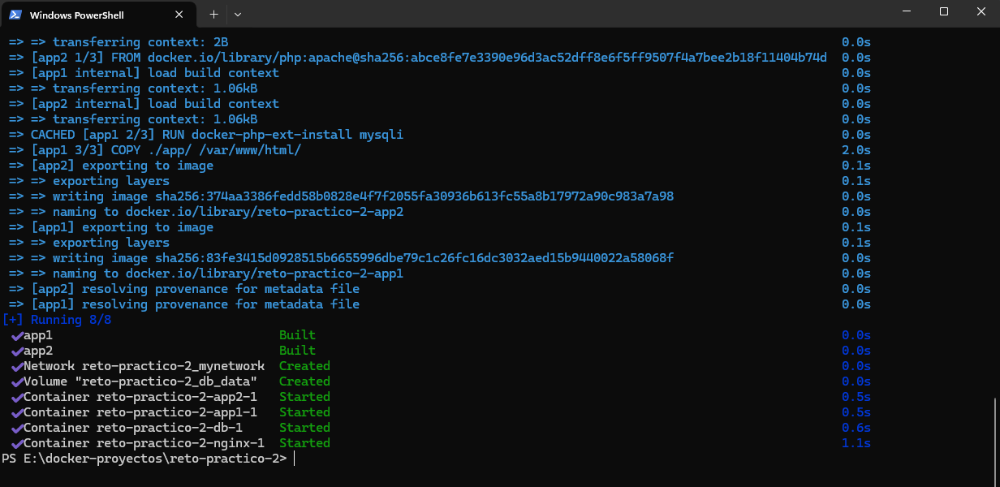 Windows PowerShell
=> => transferring context: 2B 0.0s
=> [app2 1/3] FROM docker.io/library/php:apache@sha256:abce8fe7e3390e96d3ac52dff8e6f5ff9507f4a7bee2b18f11404b74d 0.0s
=> [app1 internal] load build context 0.0s
=> => transferring context: 1.06kB 0.0s
=> [app2 internal] load build context 0.0s
=> => transferring context: 1.06kB 0.0s
=> CACHED [app1 2/3] RUN docker-php-ext-install mysqli 0.0s
=> [app1 3/3] COPY ./app/ /var/www/html/ 2.0s
=> [app2] exporting to image 0.1s
=> => exporting layers 0.1s
=> => writing image sha256:374aa3386fedd58b0828e4f7f2055fa30936b613fc55a8b17972a90c983a7a98 0.0s
=> => naming to docker.io/library/reto-practico-2-app2 0.0s
=> [app1] exporting to image 0.1s
=> => exporting layers 0.1s
=> => writing image sha256:83fe3415d0928515b6655996dbe79c1c26fc16dc3032aed15b9440022a58068f 0.0s
=> => naming to docker.io/library/reto-practico-2-app1 0.0s
=> [app2] resolving provenance for metadata file 0.0s
=> [app1] resolving provenance for metadata file 0.0s
[+] Running 8/8
✔app1 Built 0.0s
✔app2 Built 0.0s
✔Network reto-practico-2_mynetwork Created 0.0s
✔Volume "reto-practico-2_db_data" Created 0.0s
✔Container reto-practico-2-app2-1 Started 0.5s
✔Container reto-practico-2-app1-1 Started 0.5s
✔Container reto-practico-2-db-1 Started 0.6s
✔Container reto-practico-2-nginx-1 Started 1.1s
PS E:\docker-proyectos\reto-practico-2>